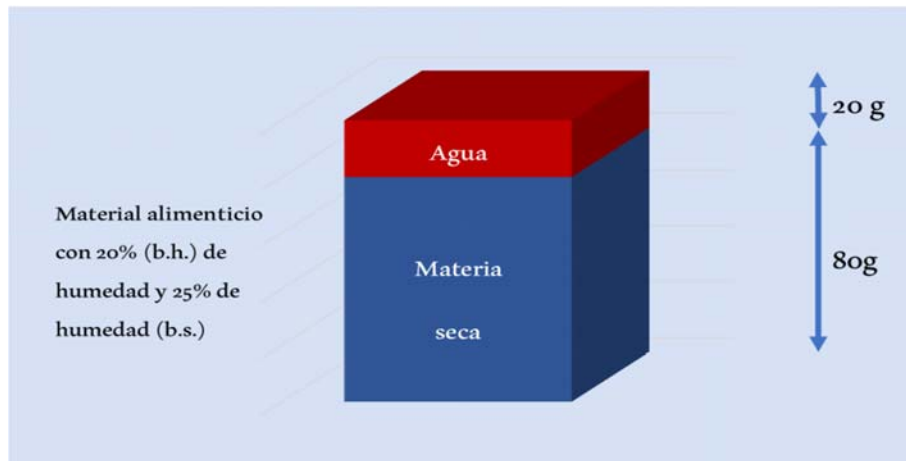 20 g
Agua
Material alimenticio
con 20% (b.h.) de
humedad y 25% de
humedad (b.s.)
Materia
seca
80g